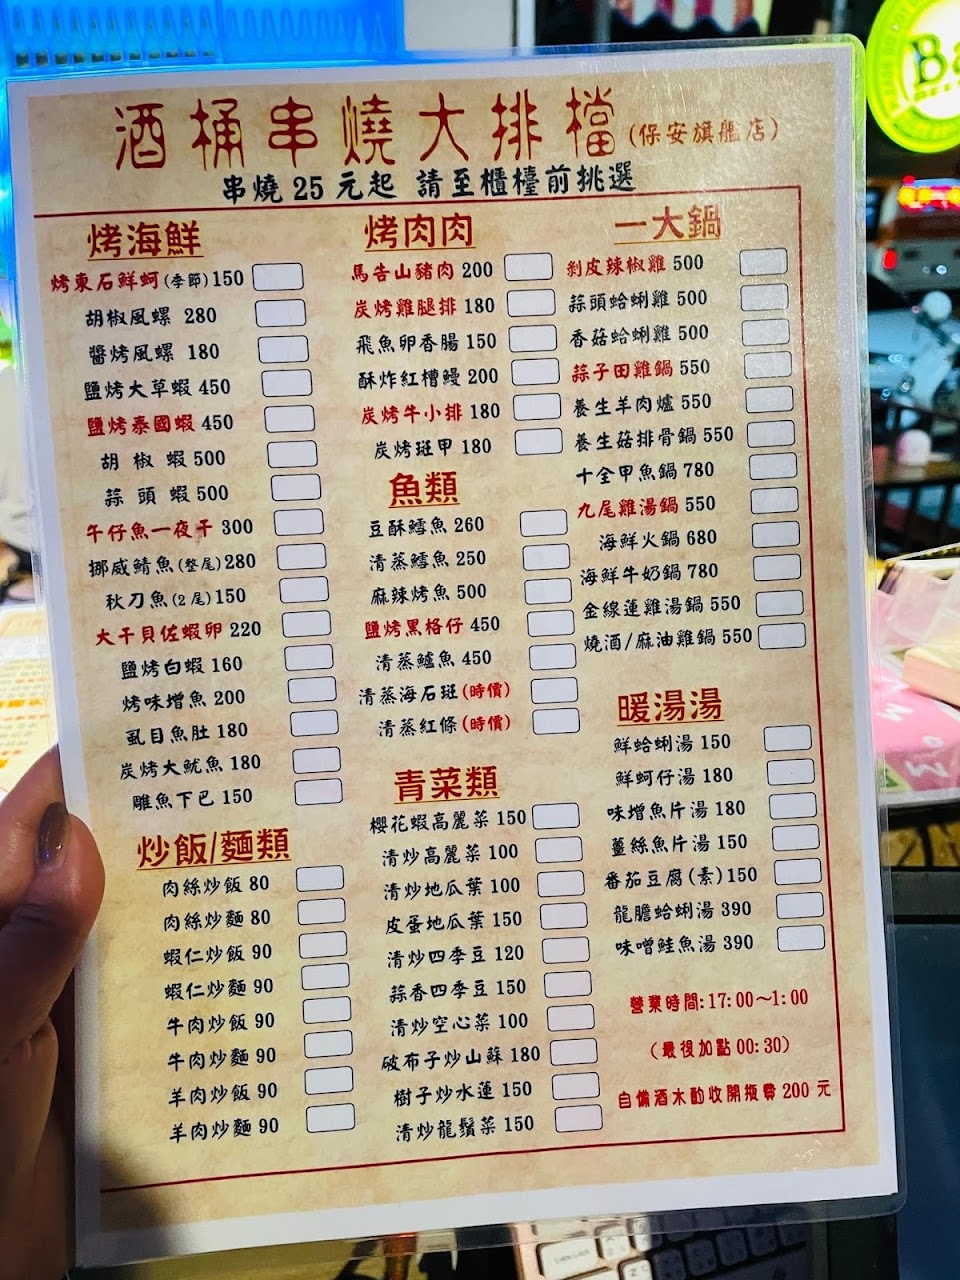 酒桶串燒大排檔(保安旗艦店)
串燒 25 元起 請至櫃檯前挑選
烤海鮮
烤東石鮮蚵(季節)150
胡椒風螺 280
醬烤風螺 180
鹽烤大草蝦 450
鹽烤泰國蝦 450
胡 椒 蝦 500
蒜 頭 蝦 500
午仔魚一夜干 300
挪威鯖魚(整尾)280
秋刀魚(2尾)150
大干貝佐蝦卵 220
鹽烤白蝦 160
烤味增魚 200
虱目魚肚 180
炭烤大魷魚 180
雕魚下巴 150
炒飯/麵類
肉絲炒飯 80
肉絲炒麵 80
蝦仁炒飯 90
蝦仁炒麵 90
牛肉炒飯 90
牛肉炒麵 90
羊肉炒飯 90
羊肉炒麵 90
烤肉肉
馬告山豬肉 200
炭烤雞腿排 180
飛魚卵香腸 150
酥炸紅槽鰻 200
炭烤牛小排 180
炭烤斑甲 180
魚類
豆酥鱈魚 260
清蒸鱈魚 250
麻辣烤魚 500
鹽烤黑格仔 450
清蒸鱸魚 450
清蒸海石斑(時價)
清蒸紅條(時價)
青菜類
櫻花蝦高麗菜 150
清炒高麗菜 100
清炒地瓜葉 100
皮蛋地瓜葉 150
清炒四季豆 120
蒜香四季豆 150
清炒空心菜 100
破布子炒山蘇 180
樹子炒水蓮 150
清炒龍鬚菜 150
一大鍋
剝皮辣椒雞 500
蒜頭蛤蜊雞 500
香菇蛤蜊雞 500
蒜子田雞鍋 550
養生羊肉爐 550
養生菇排骨鍋 550
十全甲魚鍋 780
九尾雞湯鍋 550
海鮮火鍋 680
海鮮牛奶鍋 780
金線蓮雞湯鍋 550
燒酒/麻油雞鍋 550
暖湯湯
鮮蛤蜊湯 150
鮮蚵仔湯 180
味增魚片湯 180
薑絲魚片湯 150
番茄豆腐(素)150
龍膽蛤蜊湯 390
味噌鮭魚湯 390
營業時間:17:00~1:00
(最後加點 00:30)
自備酒水酌收開瓶費 200 元